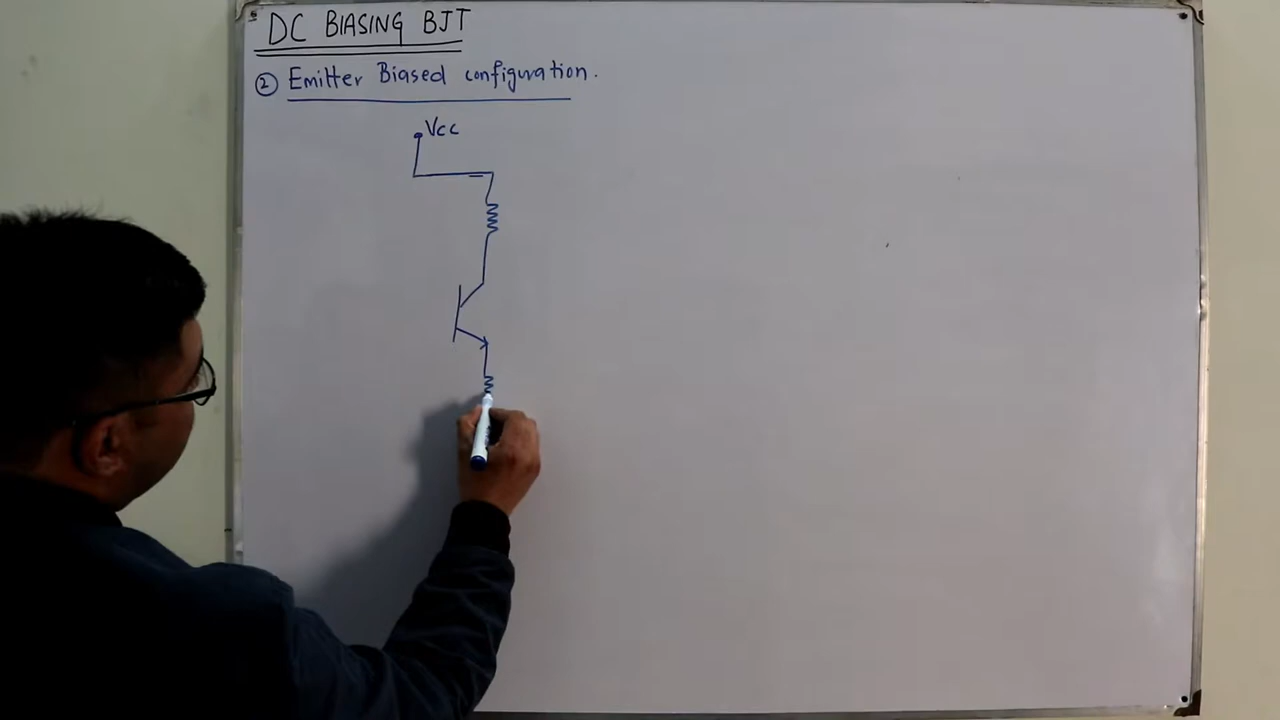 DC BIASING BJT
② Emitter Biased configuration.
Vcc